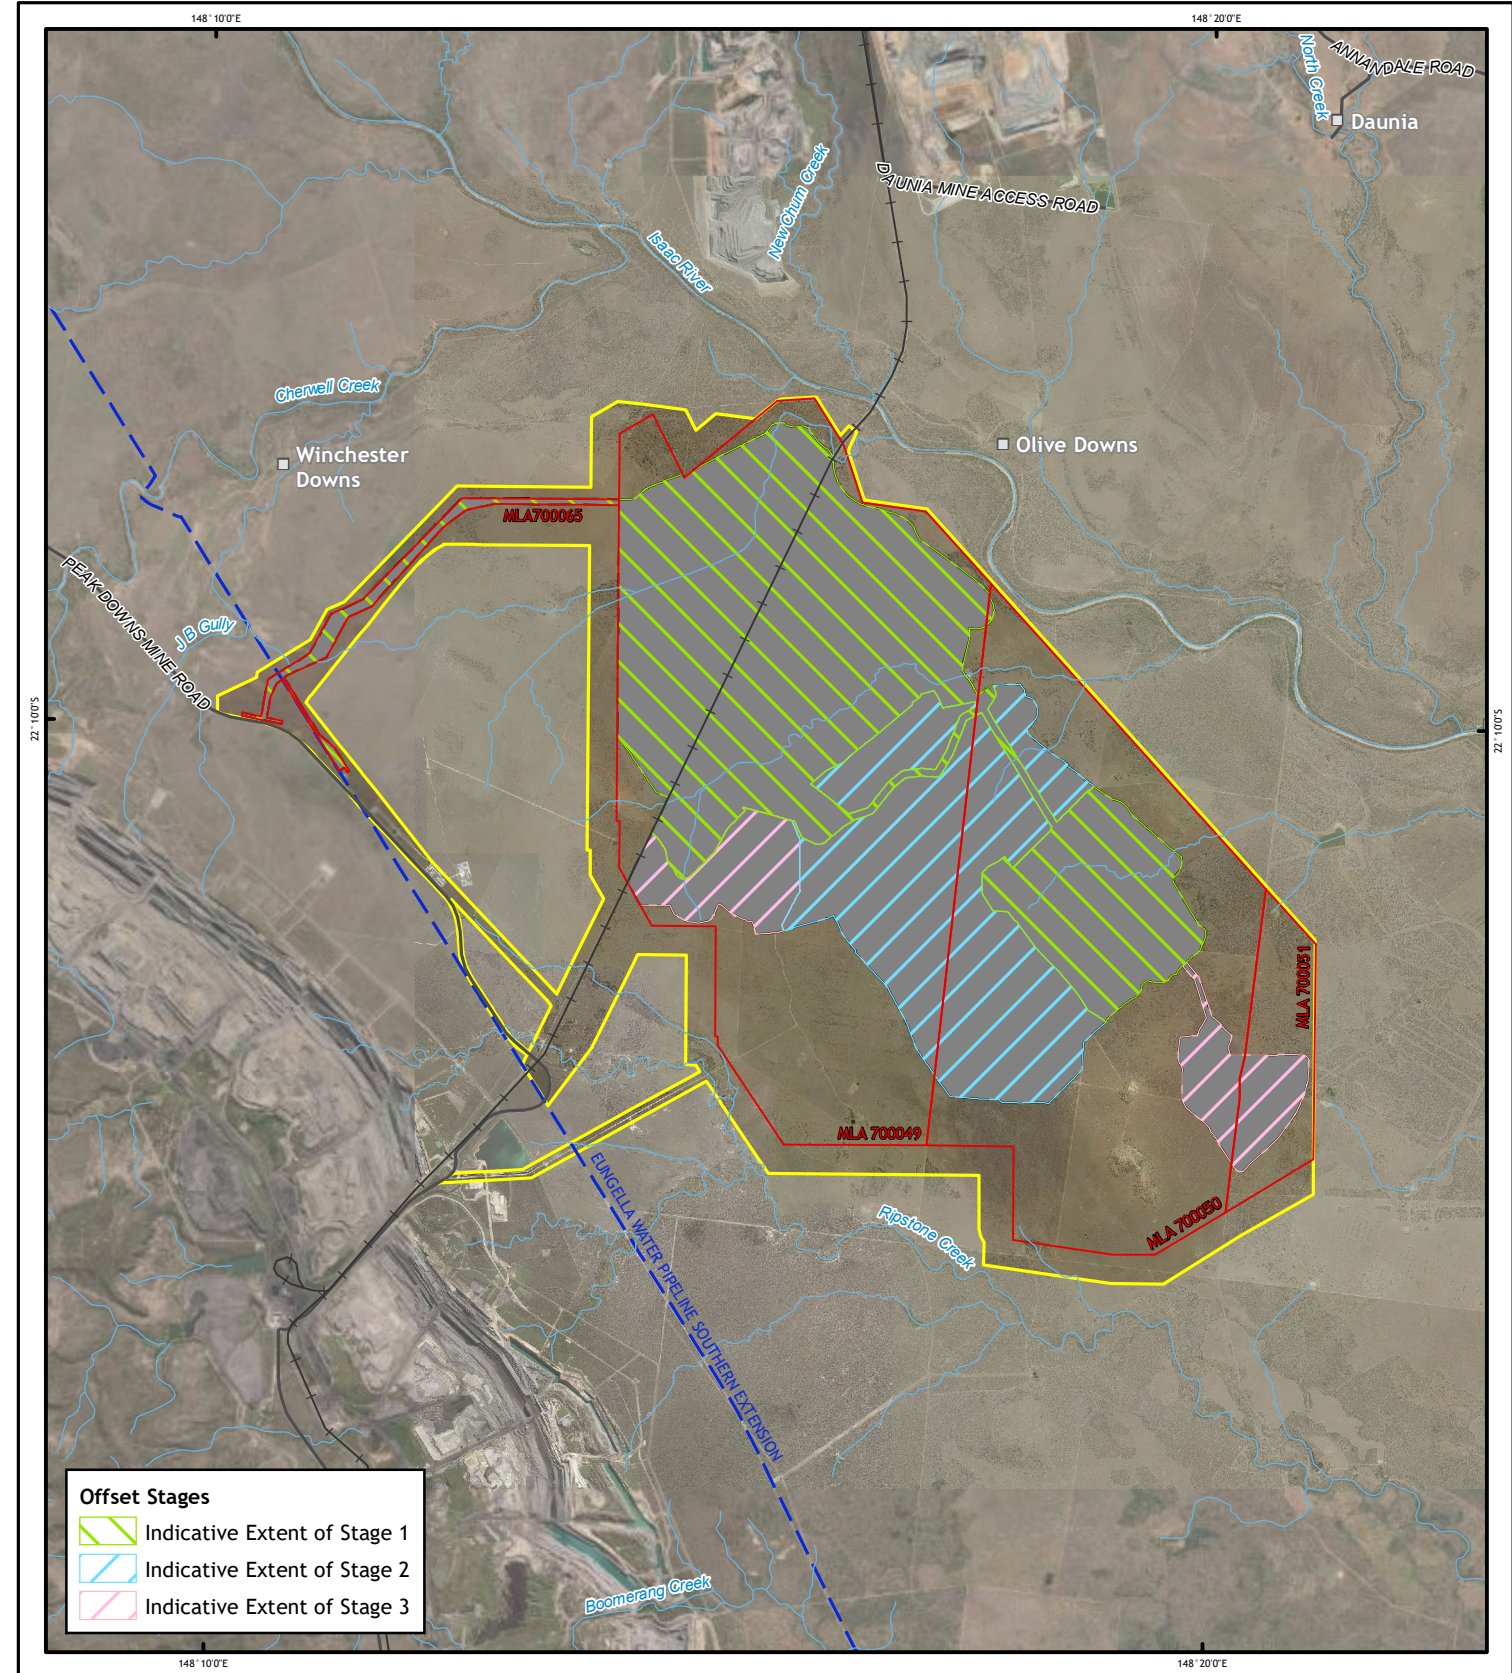 148°10'0"E
148°20'0"E
ANNANDALE ROAD
North Creek
Daunia
New Chum Creek
DAUNIA MINE ACCESS ROAD
Isaac River
Cherwell Creek
Olive Downs
Winchester
Downs
MLA700065
PEAK DOWNS MINE ROAD
J B Gully
22°10'0"S
22°10'0"S
MLA 700051
MLA 700049
EUNGELLA WATER PIPELINE SOUTHERN EXTENSION
MLA 700050
Ripstone Creek
Offset Stages
Indicative Extent of Stage 1
Indicative Extent of Stage 2
Indicative Extent of Stage 3
Boomerang Creek
148°10'0"E
148°20'0"E